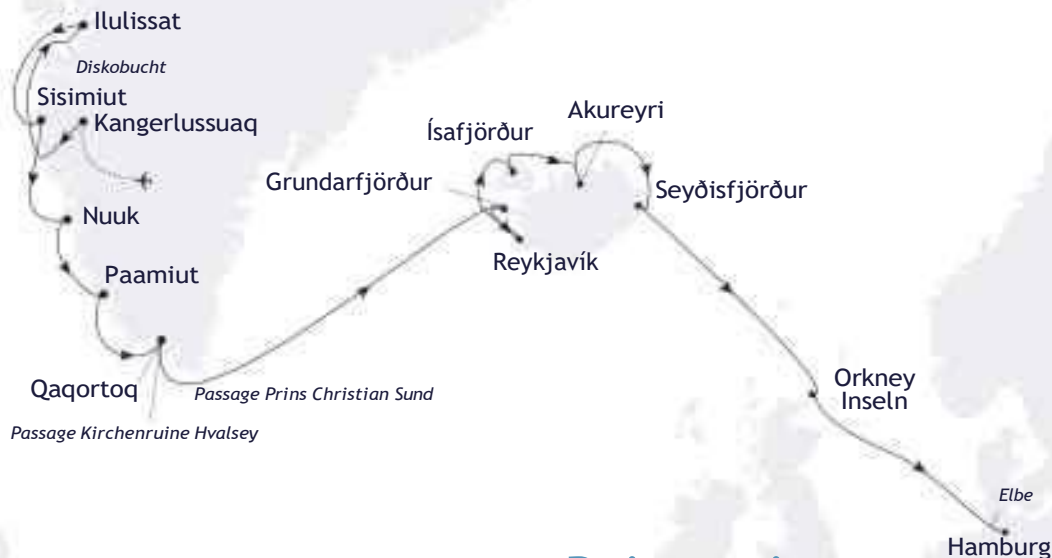 Ilulissat
Diskobucht
Sisimiut
Kangerlussuaq
Nuuk
Paamiut
Qaqortoq
Passage Prins Christian Sund
Passage Kirchenruine Hvalsey
Grundarfjörður
Ísafjörður
Akureyri
Reykjavík
Seyðisfjörður
Orkney
Inseln
Elbe
Hamburg